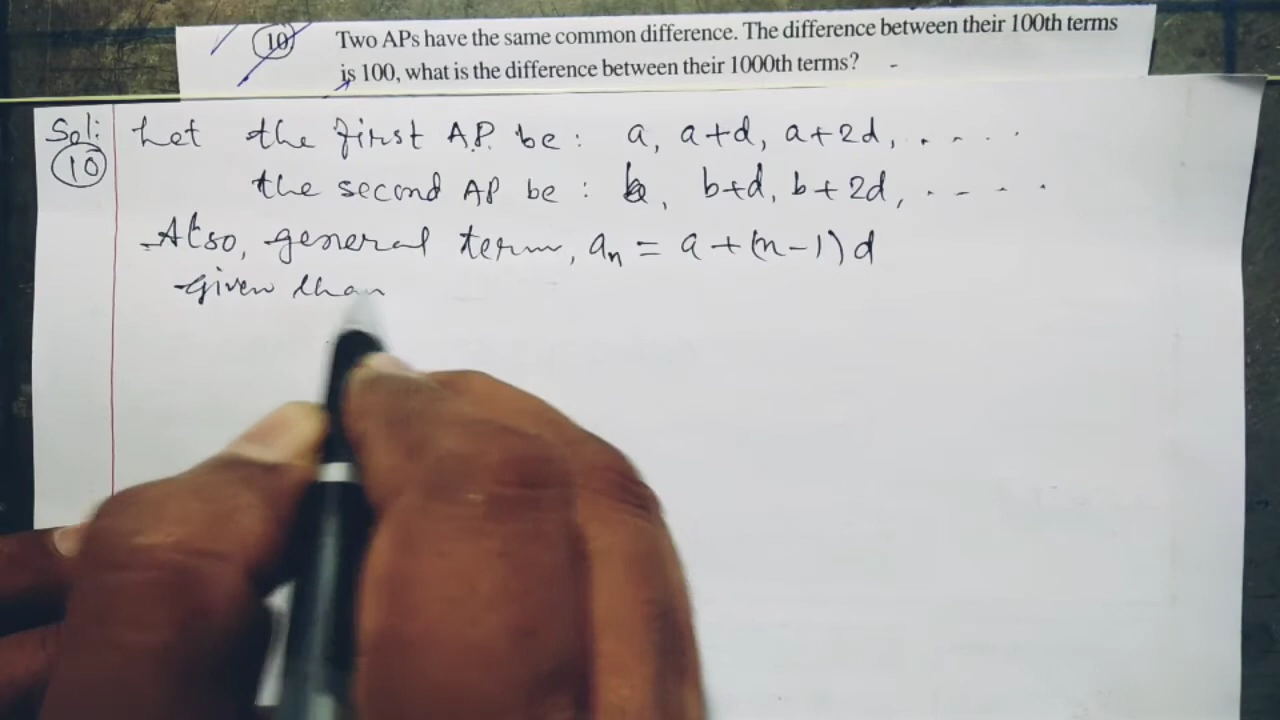 10 Two APs have the same common difference. The difference between their 100th terms
is 100, what is the difference between their 1000th terms?
Sol: Let the first A.P. be: a, a+d, a+2d, . . . .
10 the second AP be : b, b+d, b+2d, . . . .
Also, general term, an = a+(n-1)d
Given than